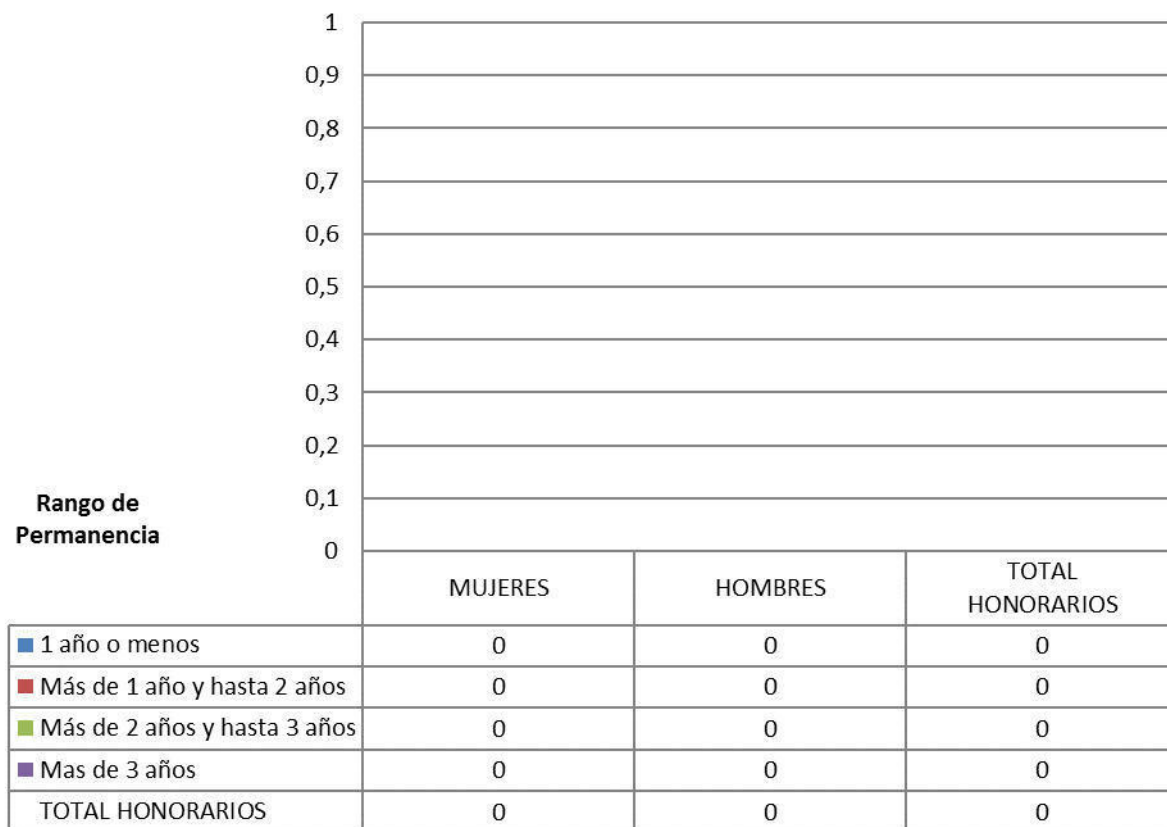 1
0,9
0,8
0,7
0,6
0,5
0,4
0,3
0,2
0,1
0
Rango de
Permanencia
MUJERES HOMBRES TOTAL
HONORARIOS
1 año o menos 0 0 0
Más de 1 año y hasta 2 años 0 0 0
Más de 2 años y hasta 3 años 0 0 0
Mas de 3 años 0 0 0
TOTAL HONORARIOS 0 0 0